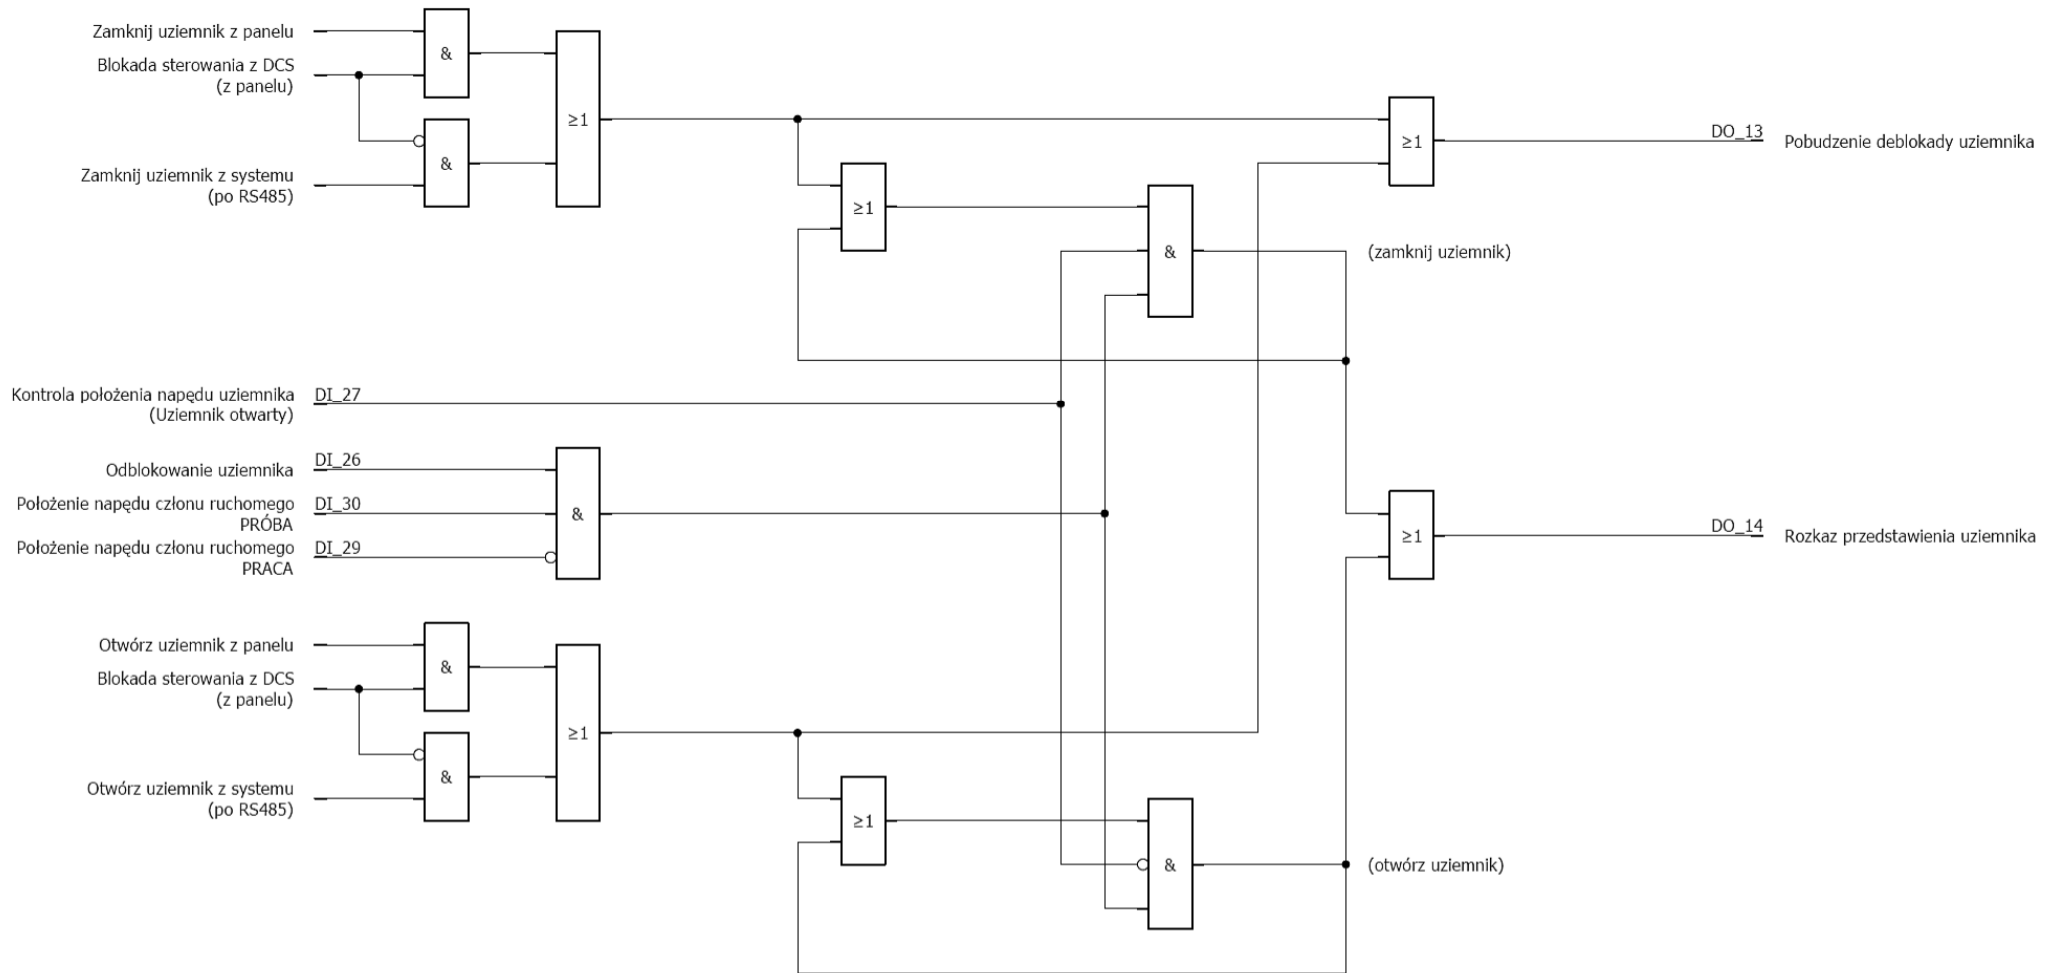 Zamknij uziemnik z panelu
Blokada sterowania z DCS
(z panelu)
&
≥1
&
Zamknij uziemnik z systemu
(po RS485)
≥1
≥1
DO_13
Pobudzenie deblokady uziemnika
&
(zamknij uziemnik)
Kontrola położenia napędu uziemnika
(Uziemnik otwarty)
DI_27
Odblokowanie uziemnika
DI_26
Położenie napędu członu ruchomego
PRÓBA
DI_30
&
Położenie napędu członu ruchomego
PRACA
DI_29
≥1
DO_14
Rozkaz przedstawienia uziemnika
Otwórz uziemnik z panelu
Blokada sterowania z DCS
(z panelu)
&
≥1
&
Otwórz uziemnik z systemu
(po RS485)
≥1
&
(otwórz uziemnik)